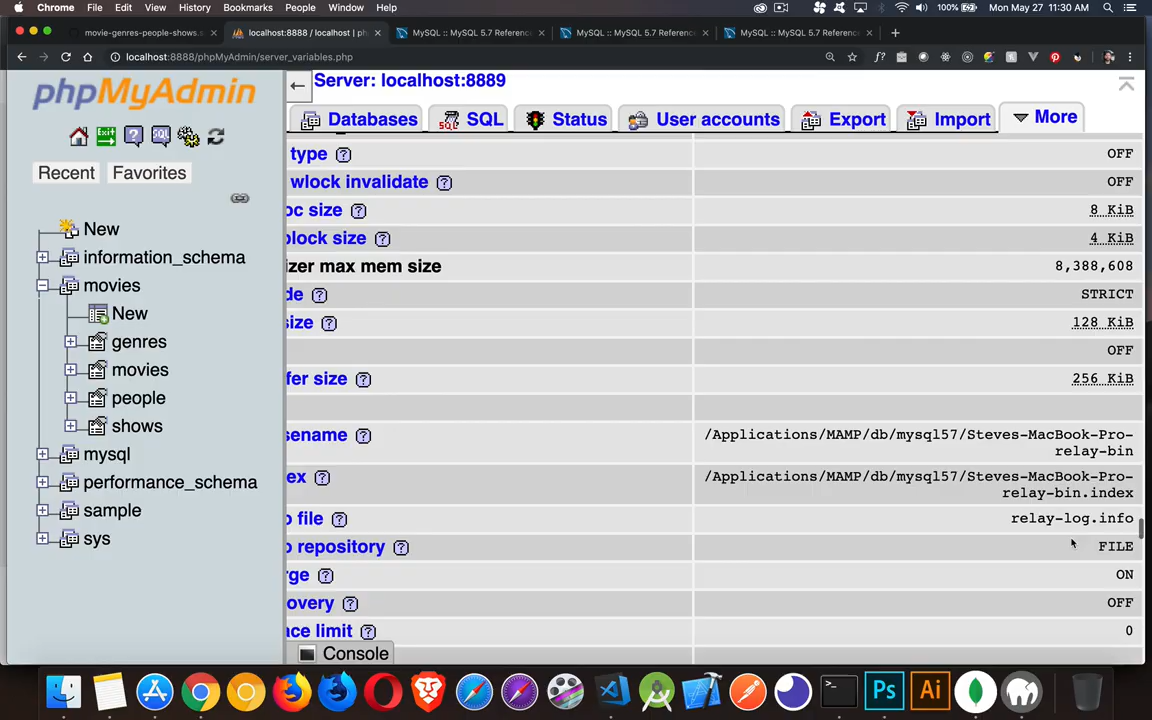 Chrome File Edit View History Bookmarks People Window Help 100% Mon May 27 11:30 AM
movie-genres-people-shows.s
localhost:8888 / localhost | ph
MySQL :: MySQL 5.7 Referenc
MySQL :: MySQL 5.7 Referenc
MySQL :: MySQL 5.7 Referenc
localhost:8888/phpMyAdmin/server_variables.php
phpMyAdmin
Recent Favorites
New
information_schema
movies
New
genres
movies
people
shows
mysql
performance_schema
sample
sys
Server: localhost:8889
Databases SQL Status User accounts Export Import More
type OFF
wlock invalidate OFF
oc size 8 KiB
block size 4 KiB
izer max mem size 8,388,608
de STRICT
size 128 KiB
OFF
fer size 256 KiB
sename /Applications/MAMP/db/mysql57/Steves-MacBook-Pro-
relay-bin
ex /Applications/MAMP/db/mysql57/Steves-MacBook-Pro-
relay-bin.index
o file relay-log.info
o repository FILE
rge ON
overy OFF
ace limit 0
Console